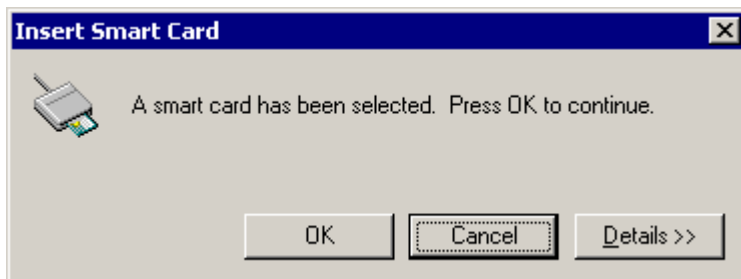 Insert Smart Card
A smart card has been selected.  Press OK to continue.
OK Cancel Details >>